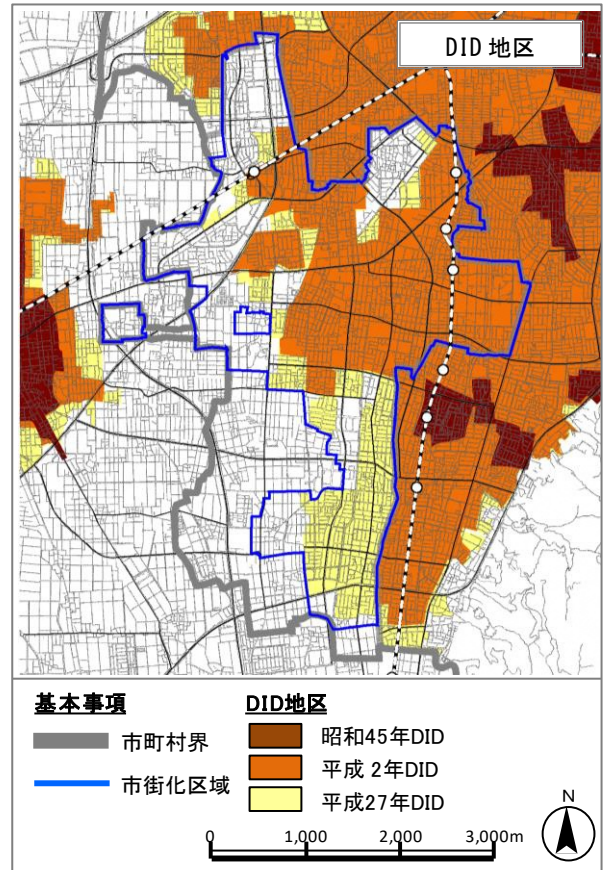 DID 地区
基本事項
市町村界
市街化区域
DID地区
昭和45年DID
平成 2年DID
平成27年DID
N
0 1,000 2,000 3,000m